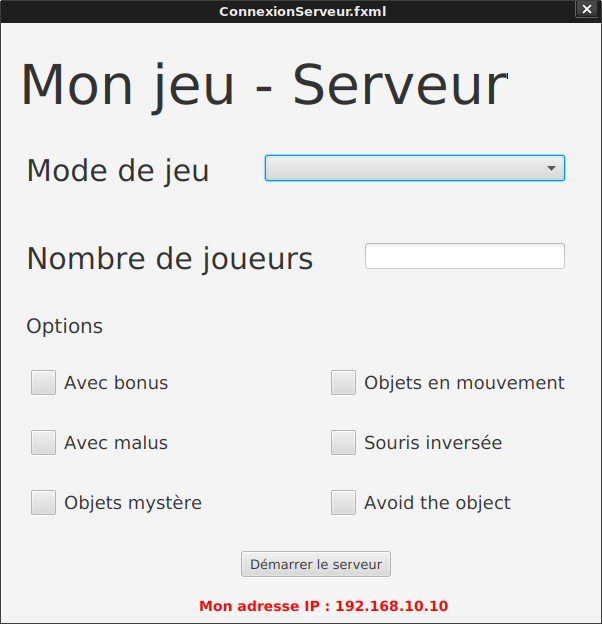 ConnexionServeur.fxml
Mon jeu - Serveur
Mode de jeu
Nombre de joueurs
Options
Avec bonus
Objets en mouvement
Avec malus
Souris inversée
Objets mystère
Avoid the object
Démarrer le serveur
Mon adresse IP : 192.168.10.10